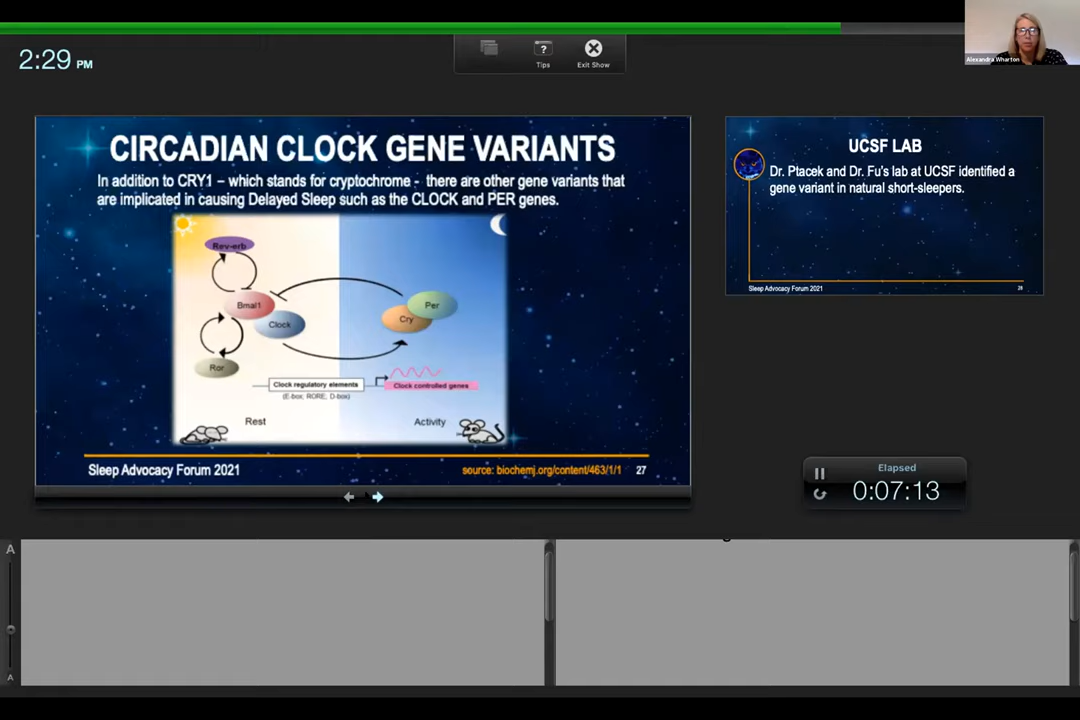 2:29 PM
Tips
Exit Show
Alexandra Wharton
CIRCADIAN CLOCK GENE VARIANTS
In addition to CRY1 – which stands for cryptochrome - there are other gene variants that
are implicated in causing Delayed Sleep such as the CLOCK and PER genes.
Rev-erb
Bmal1
Clock
Ror
Per
Cry
Clock regulatory elements
(E-box; RORE; D-box)
Clock controlled genes
Rest
Activity
Sleep Advocacy Forum 2021
source: biochemj.org/content/463/1/1
27
UCSF LAB
Dr. Ptacek and Dr. Fu's lab at UCSF identified a
gene variant in natural short-sleepers.
Sleep Advocacy Forum 2021
28
Elapsed
0:07:13
A
A